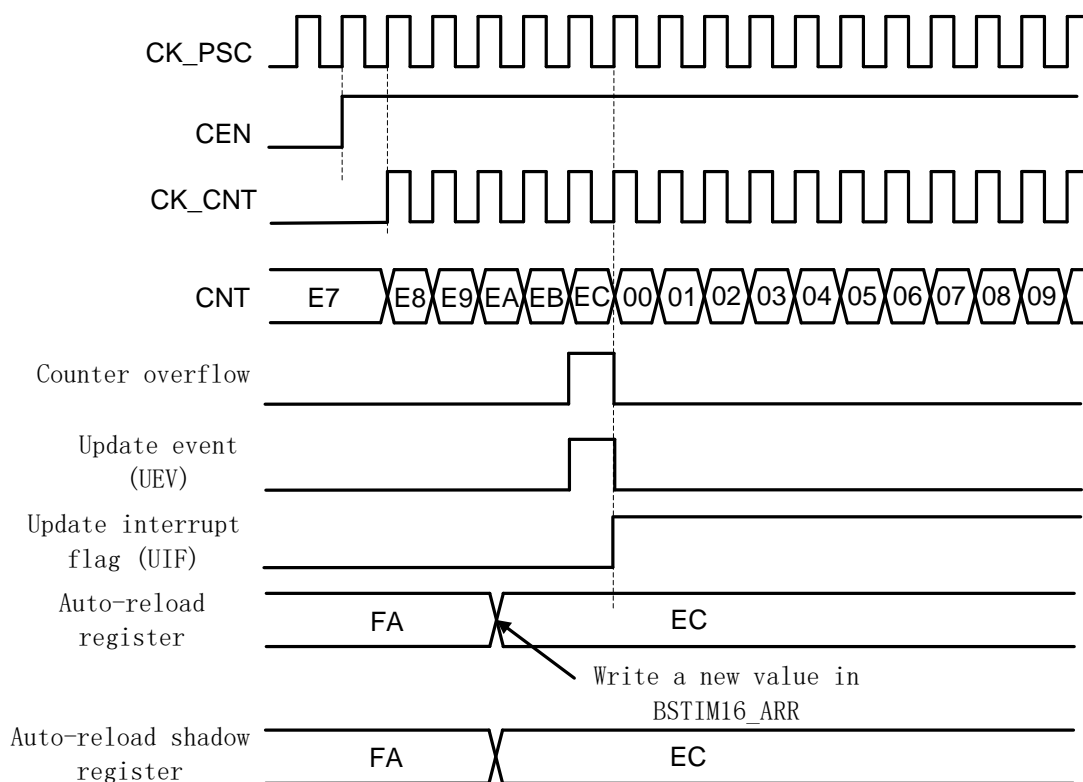 CK_PSC
CEN
CK_CNT
CNT E7 E8 E9 EA EB EC 00 01 02 03 04 05 06 07 08 09
Counter overflow
Update event
(UEV)
Update interrupt
flag (UIF)
Auto-reload
register
FA EC
Write a new value in
BSTIM16_ARR
Auto-reload shadow
register
FA EC